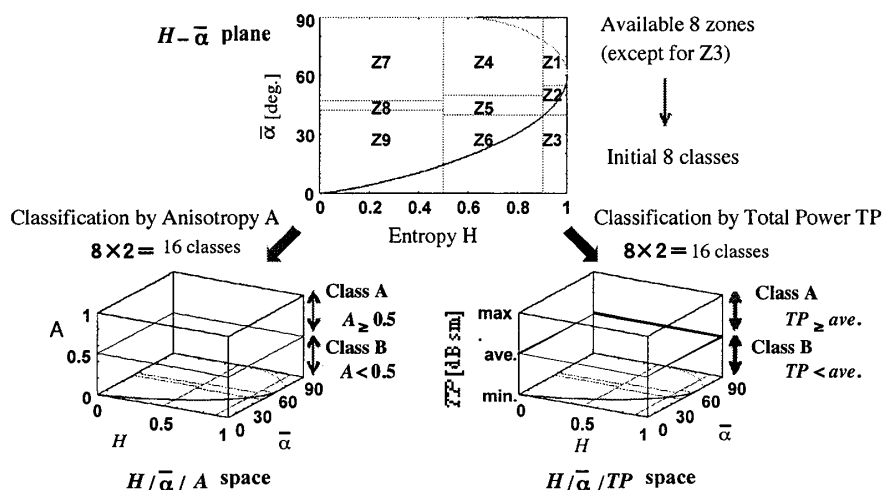 H–α̅ plane
90
60
30
0
α̅ [deg.]
Z7
Z4
Z1
Z2
Z8
Z5
Z9
Z6
Z3
0 0.2 0.4 0.6 0.8 1
Entropy H
Available 8 zones
(except for Z3)
Initial 8 classes
Classification by Anisotropy A
8×2= 16 classes
Classification by Total Power TP
8×2= 16 classes
A
1
0.5
0
0 0.5 1
H
0 30 60 90
α̅
Class A
A ≥ 0.5
Class B
A < 0.5
H/α̅/A space
TP [dB sm]
max
ave.
min.
0 0.5 1
H
0 30 60 90
α̅
Class A
TP ≥ ave.
Class B
TP < ave.
H/α̅/TP space